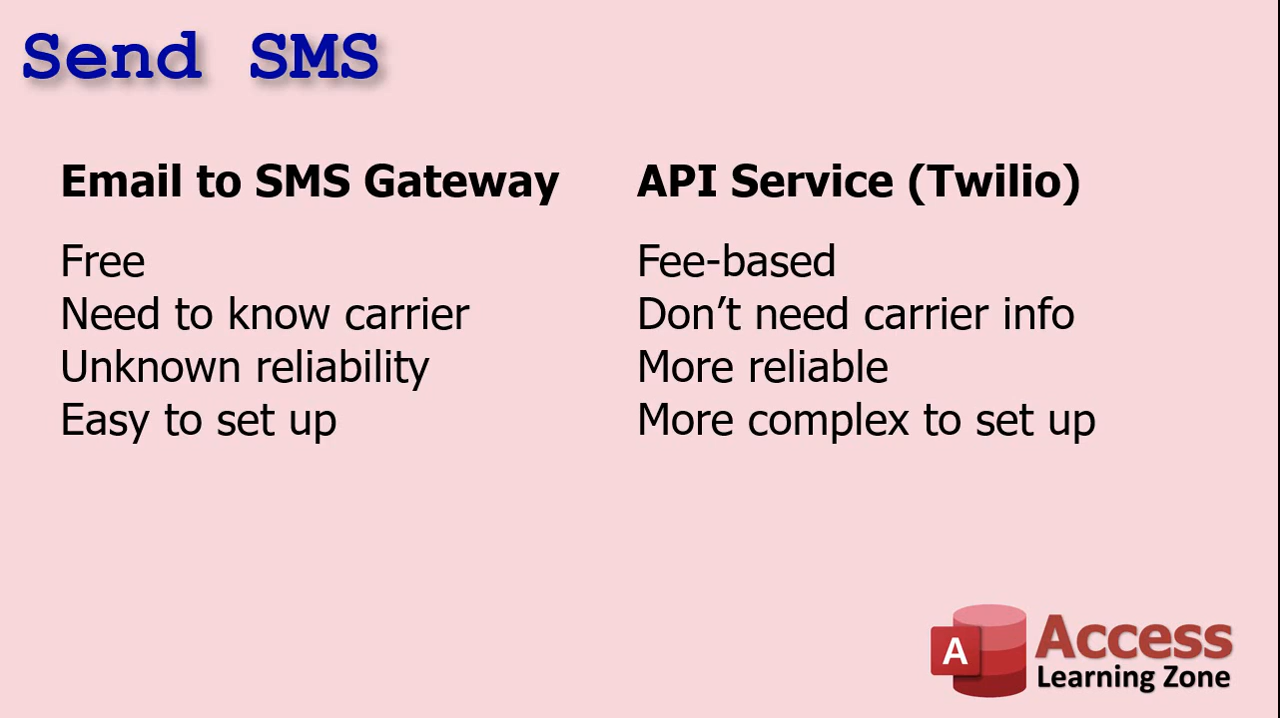 Send SMS
Email to SMS Gateway
Free
Need to know carrier
Unknown reliability
Easy to set up
API Service (Twilio)
Fee-based
Don’t need carrier info
More reliable
More complex to set up
A
Access
Learning Zone